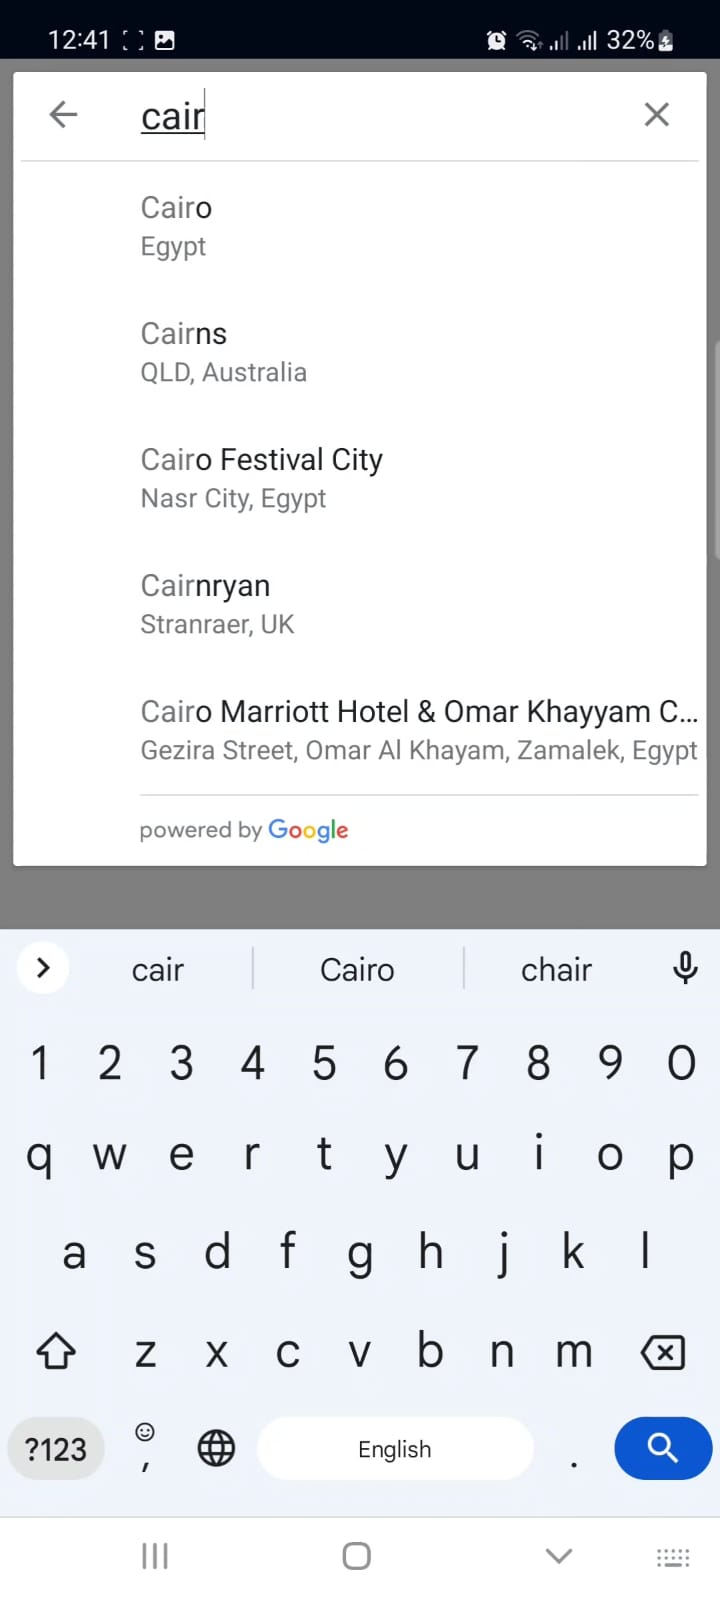 12:41
32%
cair
Cairo
Egypt
Cairns
QLD, Australia
Cairo Festival City
Nasr City, Egypt
Cairnryan
Stranraer, UK
Cairo Marriott Hotel & Omar Khayyam C...
Gezira Street, Omar Al Khayam, Zamalek, Egypt
powered by Google
cair Cairo chair
1 2 3 4 5 6 7 8 9 0
q w e r t y u i o p
a s d f g h j k l
z x c v b n m
?123 , English .